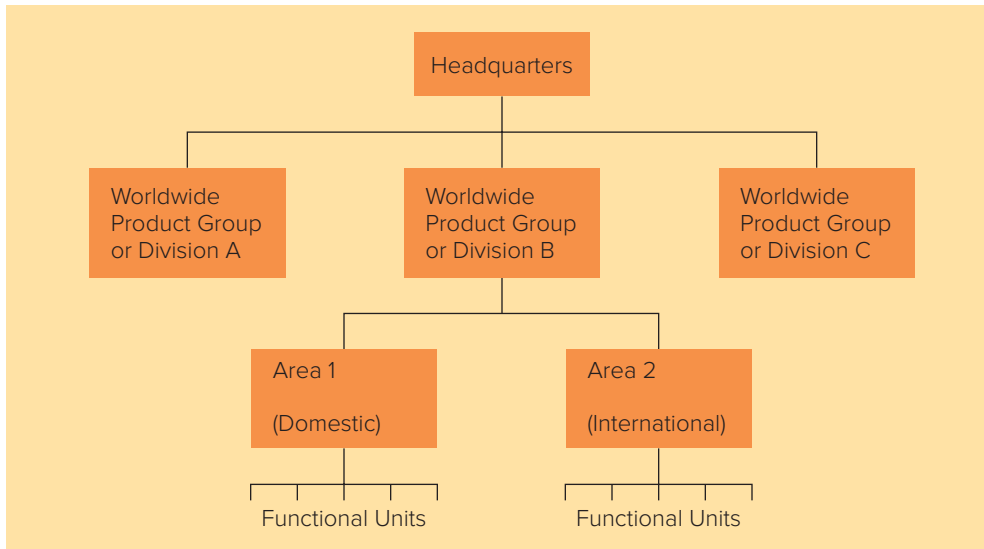 Headquarters
Worldwide
Product Group
or Division A
Worldwide
Product Group
or Division B
Worldwide
Product Group
or Division C
Area 1
(Domestic)
Area 2
(International)
Functional Units
Functional Units